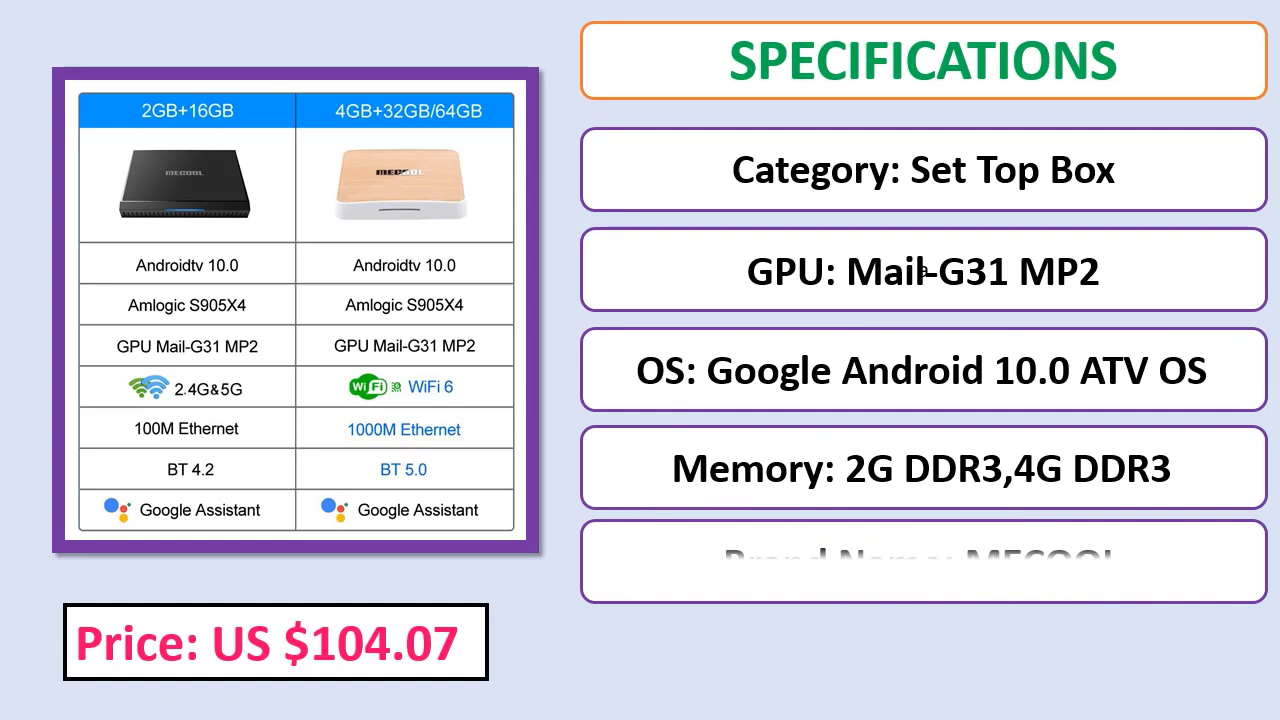 SPECIFICATIONS
2GB+16GB 4GB+32GB/64GB
MECOOL MECOOL
Androidtv 10.0 Androidtv 10.0
Amlogic S905X4 Amlogic S905X4
GPU Mail-G31 MP2 GPU Mail-G31 MP2
2.4G&5G WiFi WiFi 6
100M Ethernet 1000M Ethernet
BT 4.2 BT 5.0
Google Assistant Google Assistant
Category: Set Top Box
GPU: Mail-G31 MP2
OS: Google Android 10.0 ATV OS
Memory: 2G DDR3,4G DDR3
Brand Name: MECOOL
Price: US $104.07